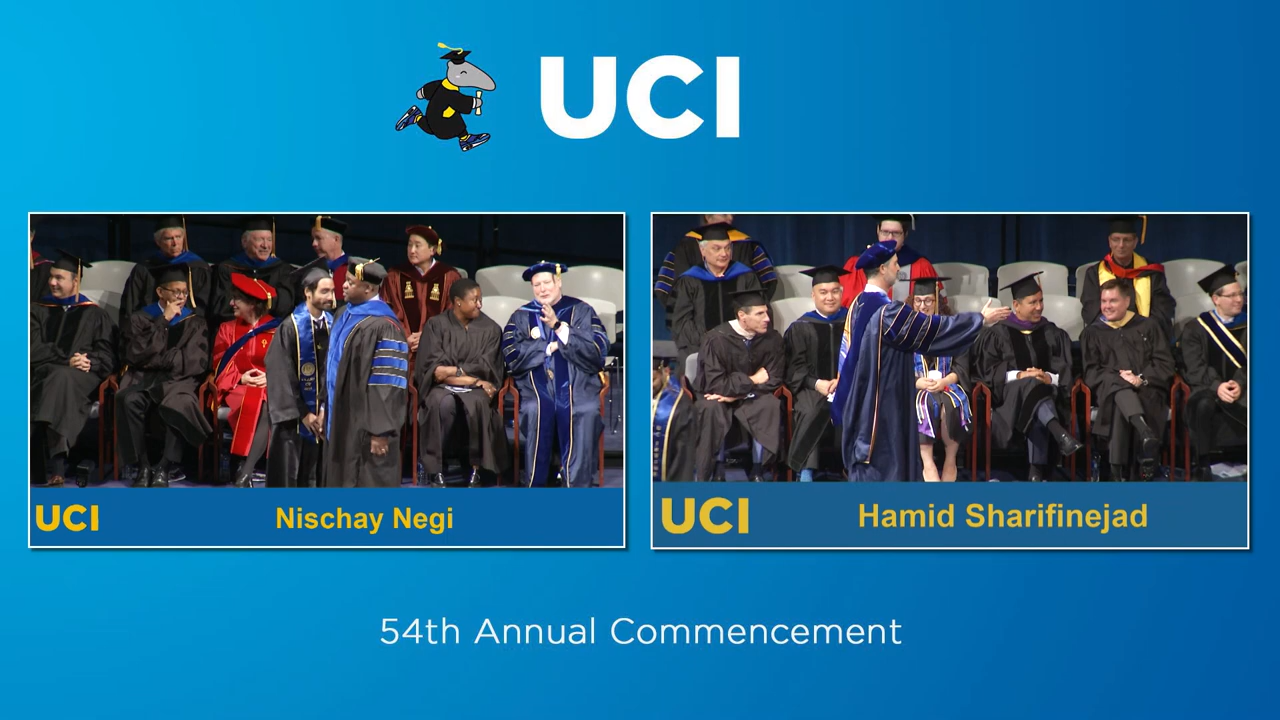 UCI
UCI
Nischay Negi
UCI
Hamid Sharifinejad
54th Annual Commencement